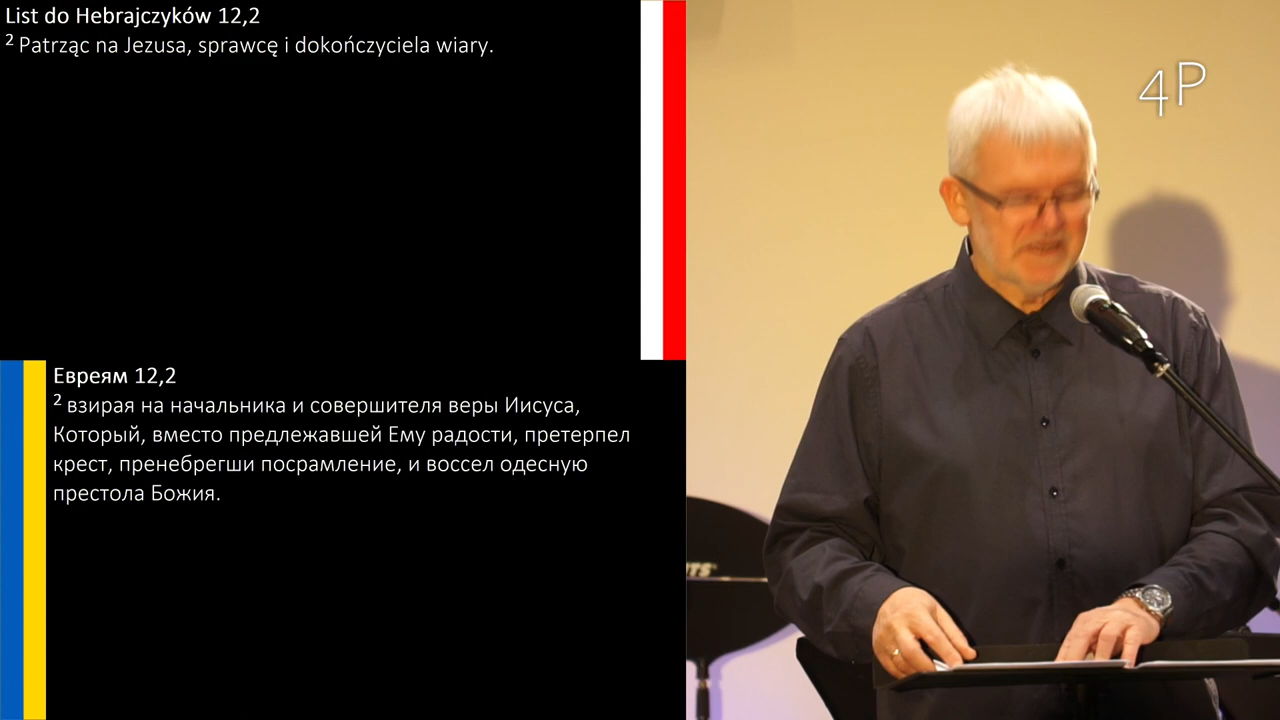 List do Hebrajczyków 12,2
² Patrząc na Jezusa, sprawcę i dokończyciela wiary.
Евреям 12,2
² взирая на начальника и совершителя веры Иисуса,
Который, вместо предлежавшей Ему радости, претерпел
крест, пренебрегши посрамление, и воссел одесную
престола Божия.
4P